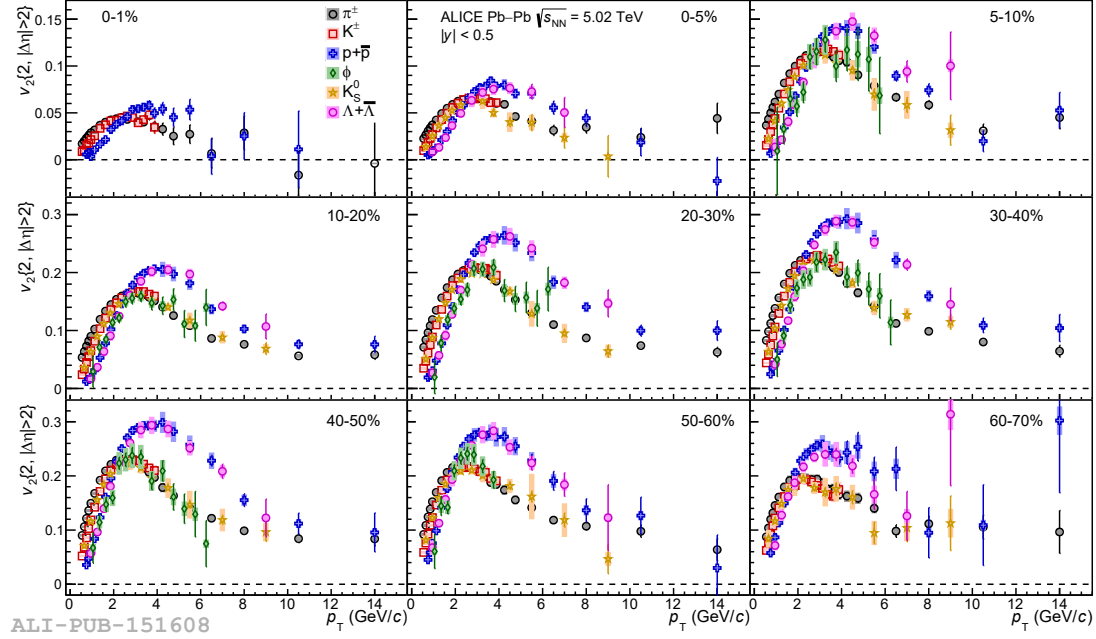 0-1%
π±
K±
p+p̅
ϕ
K⁰S
Λ+Λ̅
ALICE Pb–Pb √sNN = 5.02 TeV
|y| < 0.5
0-5%
5-10%
v₂{2, |Δη|>2}
0.15
0.1
0.05
0
10-20%
20-30%
30-40%
v₂{2, |Δη|>2}
0.3
0.2
0.1
0
40-50%
50-60%
60-70%
v₂{2, |Δη|>2}
0.3
0.2
0.1
0
0 2 4 6 8 10 12 14
pT (GeV/c)
0 2 4 6 8 10 12 14
pT (GeV/c)
0 2 4 6 8 10 12 14
pT (GeV/c)
ALI-PUB-151608